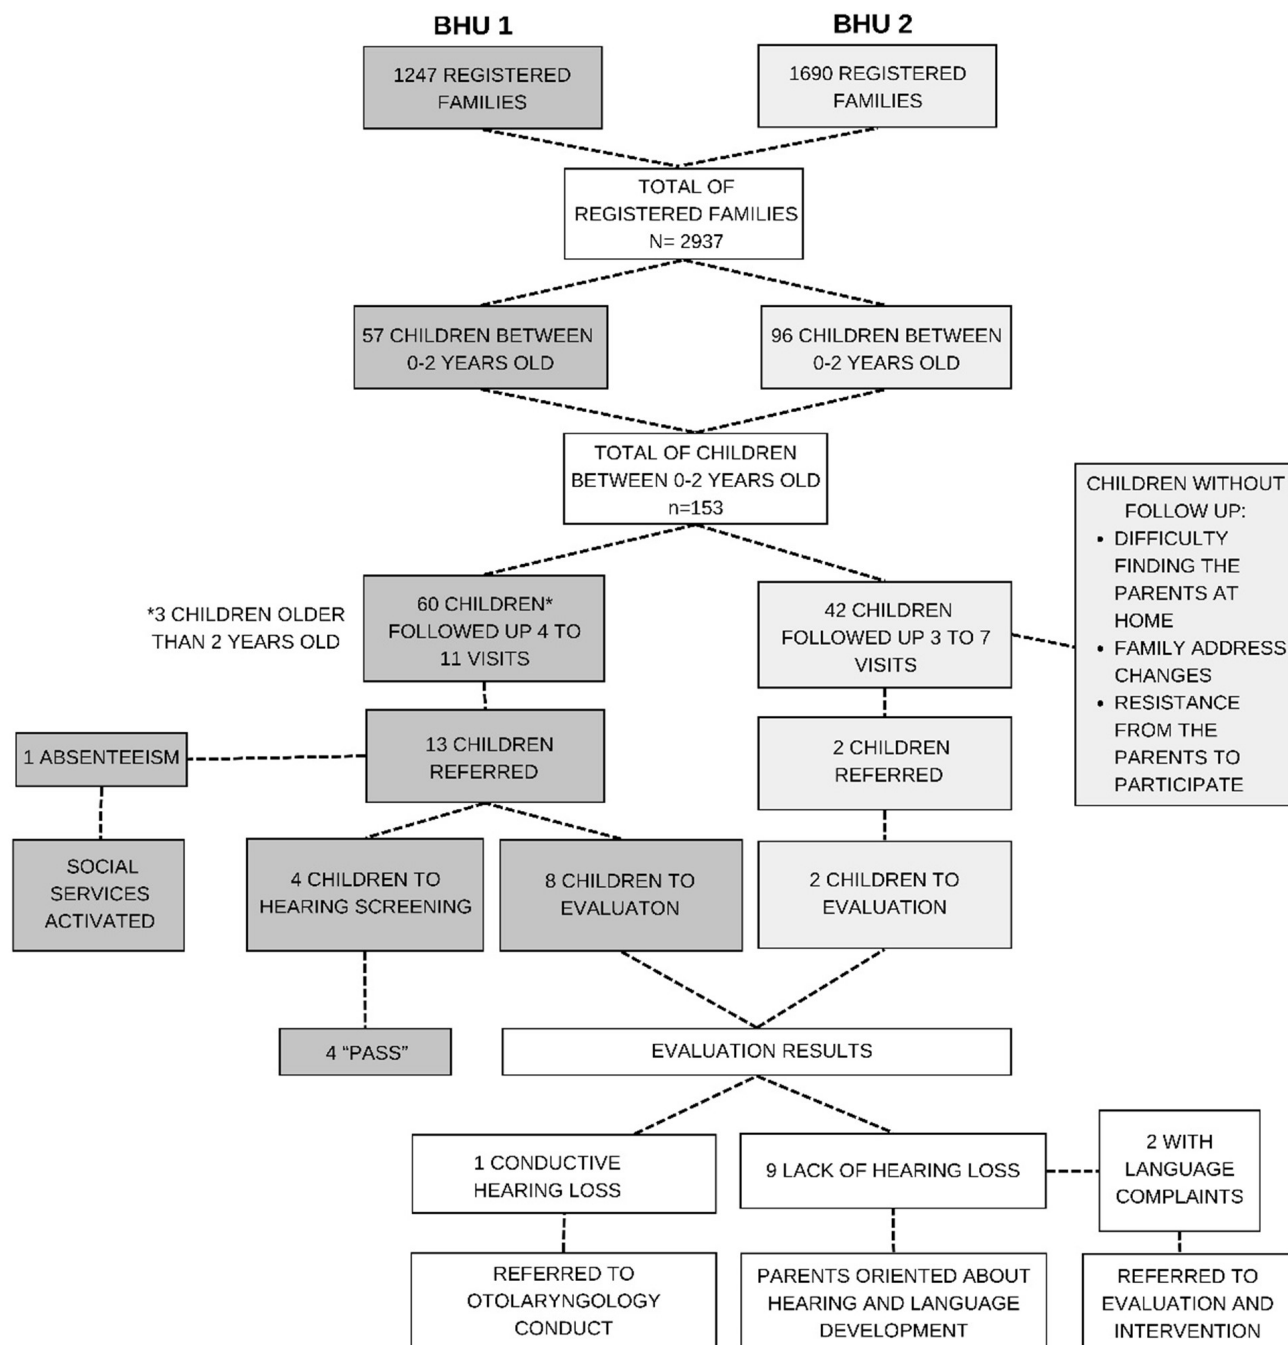 BHU 1
BHU 2
1247 REGISTERED
FAMILIES
1690 REGISTERED
FAMILIES
TOTAL OF
REGISTERED FAMILIES
N= 2937
57 CHILDREN BETWEEN
0-2 YEARS OLD
96 CHILDREN BETWEEN
0-2 YEARS OLD
TOTAL OF CHILDREN
BETWEEN 0-2 YEARS OLD
n=153
CHILDREN WITHOUT
FOLLOW UP:
• DIFFICULTY
FINDING THE
PARENTS AT
HOME
• FAMILY ADDRESS
CHANGES
• RESISTANCE
FROM THE
PARENTS TO
PARTICIPATE
*3 CHILDREN OLDER
THAN 2 YEARS OLD
60 CHILDREN*
FOLLOWED UP 4 TO
11 VISITS
42 CHILDREN
FOLLOWED UP 3 TO 7
VISITS
1 ABSENTEEISM
13 CHILDREN
REFERRED
2 CHILDREN
REFERRED
SOCIAL
SERVICES
ACTIVATED
4 CHILDREN TO
HEARING SCREENING
8 CHILDREN TO
EVALUATON
2 CHILDREN TO
EVALUATION
4 “PASS”
EVALUATION RESULTS
1 CONDUCTIVE
HEARING LOSS
9 LACK OF HEARING LOSS
2 WITH
LANGUAGE
COMPLAINTS
REFERRED TO
OTOLARYNGOLOGY
CONDUCT
PARENTS ORIENTED ABOUT
HEARING AND LANGUAGE
DEVELOPMENT
REFERRED TO
EVALUATION AND
INTERVENTION